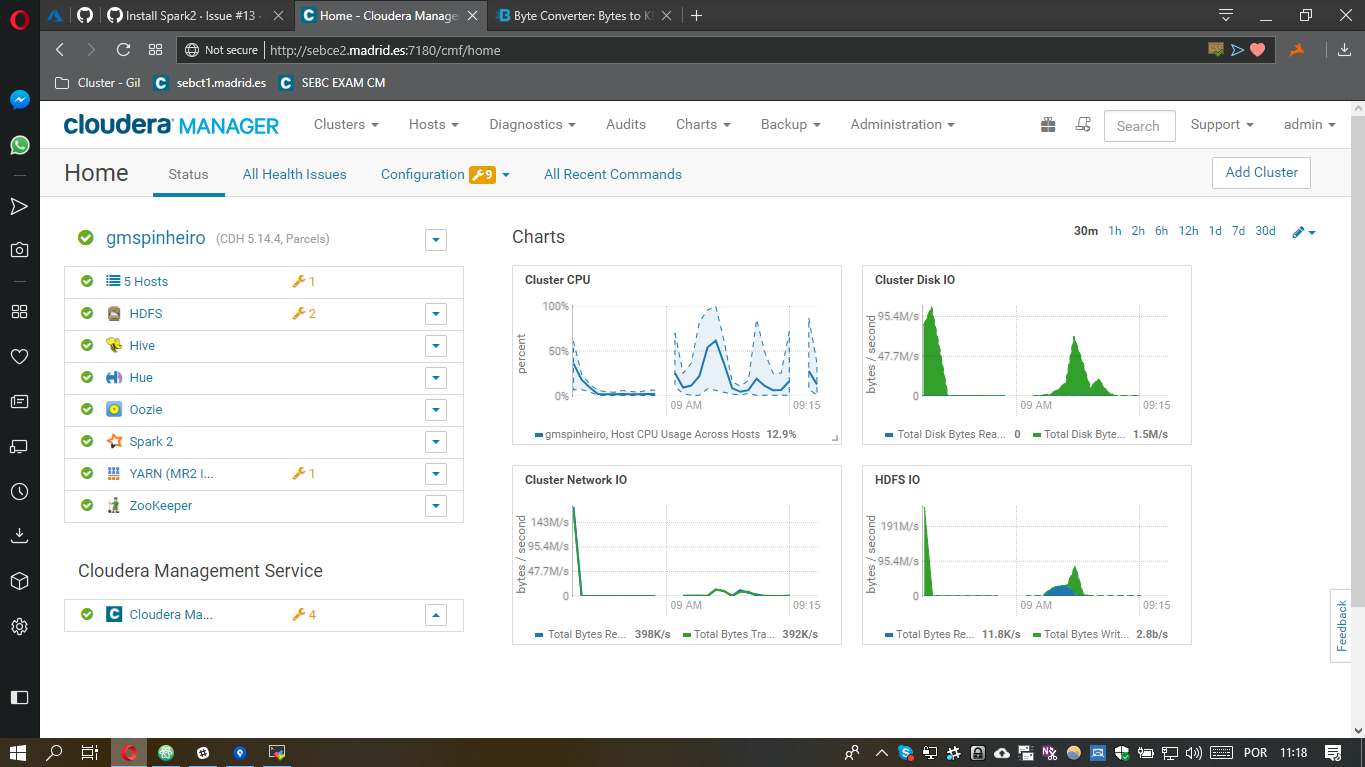 Install Spark2 · Issue #13 ·
Home - Cloudera Manage
Byte Converter: Bytes to Ki
Not secure
http://sebce2.madrid.es:7180/cmf/home
Cluster - Gil
sebct1.madrid.es
SEBC EXAM CM
cloudera MANAGER
Clusters
Hosts
Diagnostics
Audits
Charts
Backup
Administration
Search
Support
admin
Home
Status
All Health Issues
Configuration 9
All Recent Commands
Add Cluster
gmspinheiro (CDH 5.14.4, Parcels)
5 Hosts 1
HDFS 2
Hive
Hue
Oozie
Spark 2
YARN (MR2 I... 1
ZooKeeper
Cloudera Management Service
Cloudera Ma... 4
Charts
30m 1h 2h 6h 12h 1d 7d 30d
Cluster CPU
percent
100%
50%
0%
09 AM 09:15
gmspinheiro, Host CPU Usage Across Hosts 12.9%
Cluster Disk IO
bytes / second
95.4M/s
47.7M/s
0
09 AM 09:15
Total Disk Bytes Rea... 0 Total Disk Byte... 1.5M/s
Cluster Network IO
bytes / second
143M/s
95.4M/s
47.7M/s
0
09 AM 09:15
Total Bytes Re... 398K/s Total Bytes Tra... 392K/s
HDFS IO
bytes / second
191M/s
95.4M/s
0
09 AM 09:15
Total Bytes Re... 11.8K/s Total Bytes Writ... 2.8b/s
Feedback
POR 11:18